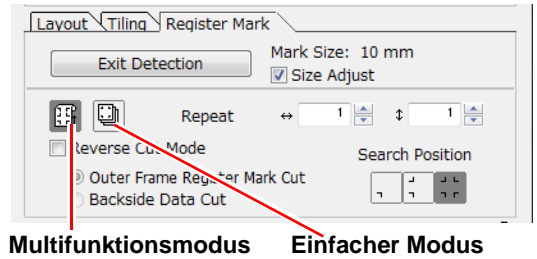 Layout Tiling Register Mark
Exit Detection
Mark Size: 10 mm
Size Adjust
Repeat 1 1
Reverse Cut Mode
Search Position
Outer Frame Register Mark Cut
Backside Data Cut
Multifunktionsmodus Einfacher Modus